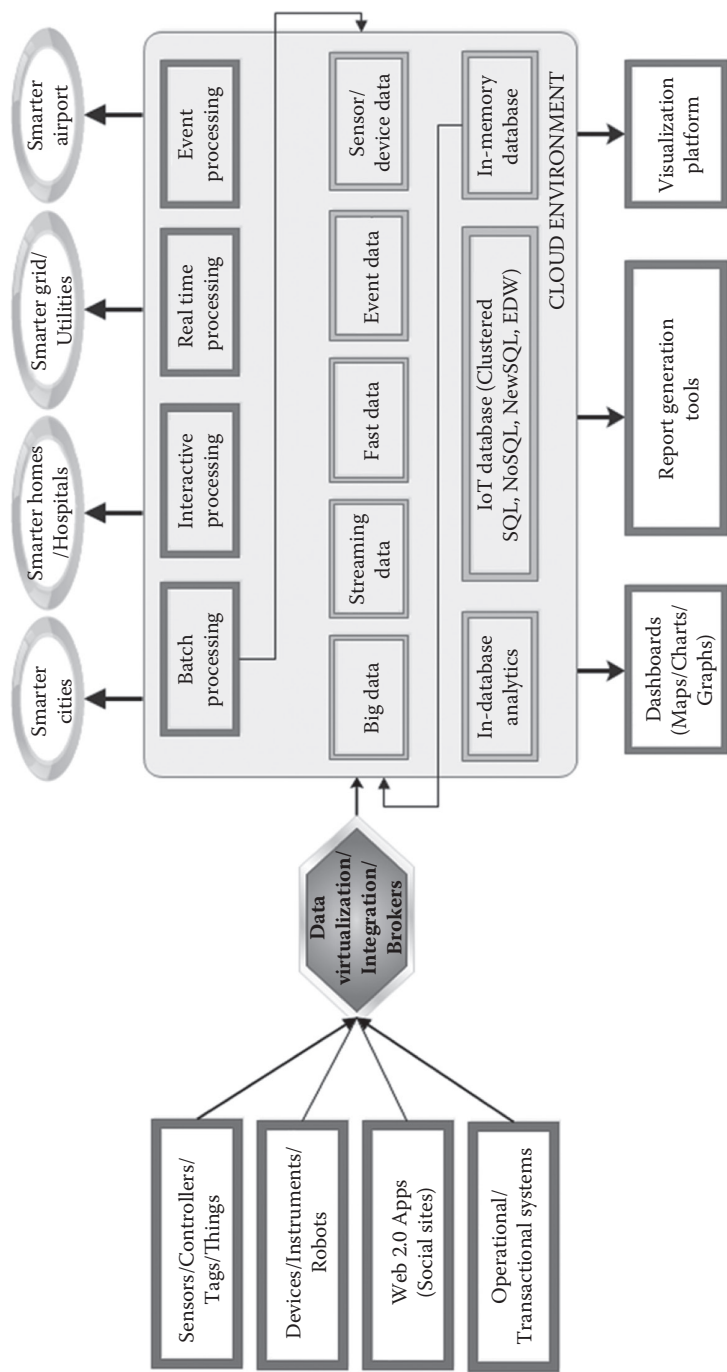 Sensors/Controllers/
Tags/Things
Devices/Instruments/
Robots
Web 2.0 Apps
(Social sites)
Operational/
Transactional systems
Data
virtualization/
Integration/
Brokers
Smarter
cities
Smarter homes
/Hospitals
Smarter grid/
Utilities
Smarter
airport
Batch
processing
Interactive
processing
Real time
processing
Event
processing
Big data
Streaming
data
Fast data
Event data
Sensor/
device data
In-database
analytics
IoT database (Clustered
SQL, NoSQL, NewSQL, EDW)
In-memory
database
CLOUD ENVIRONMENT
Dashboards
(Maps/Charts/
Graphs)
Report generation
tools
Visualization
platform